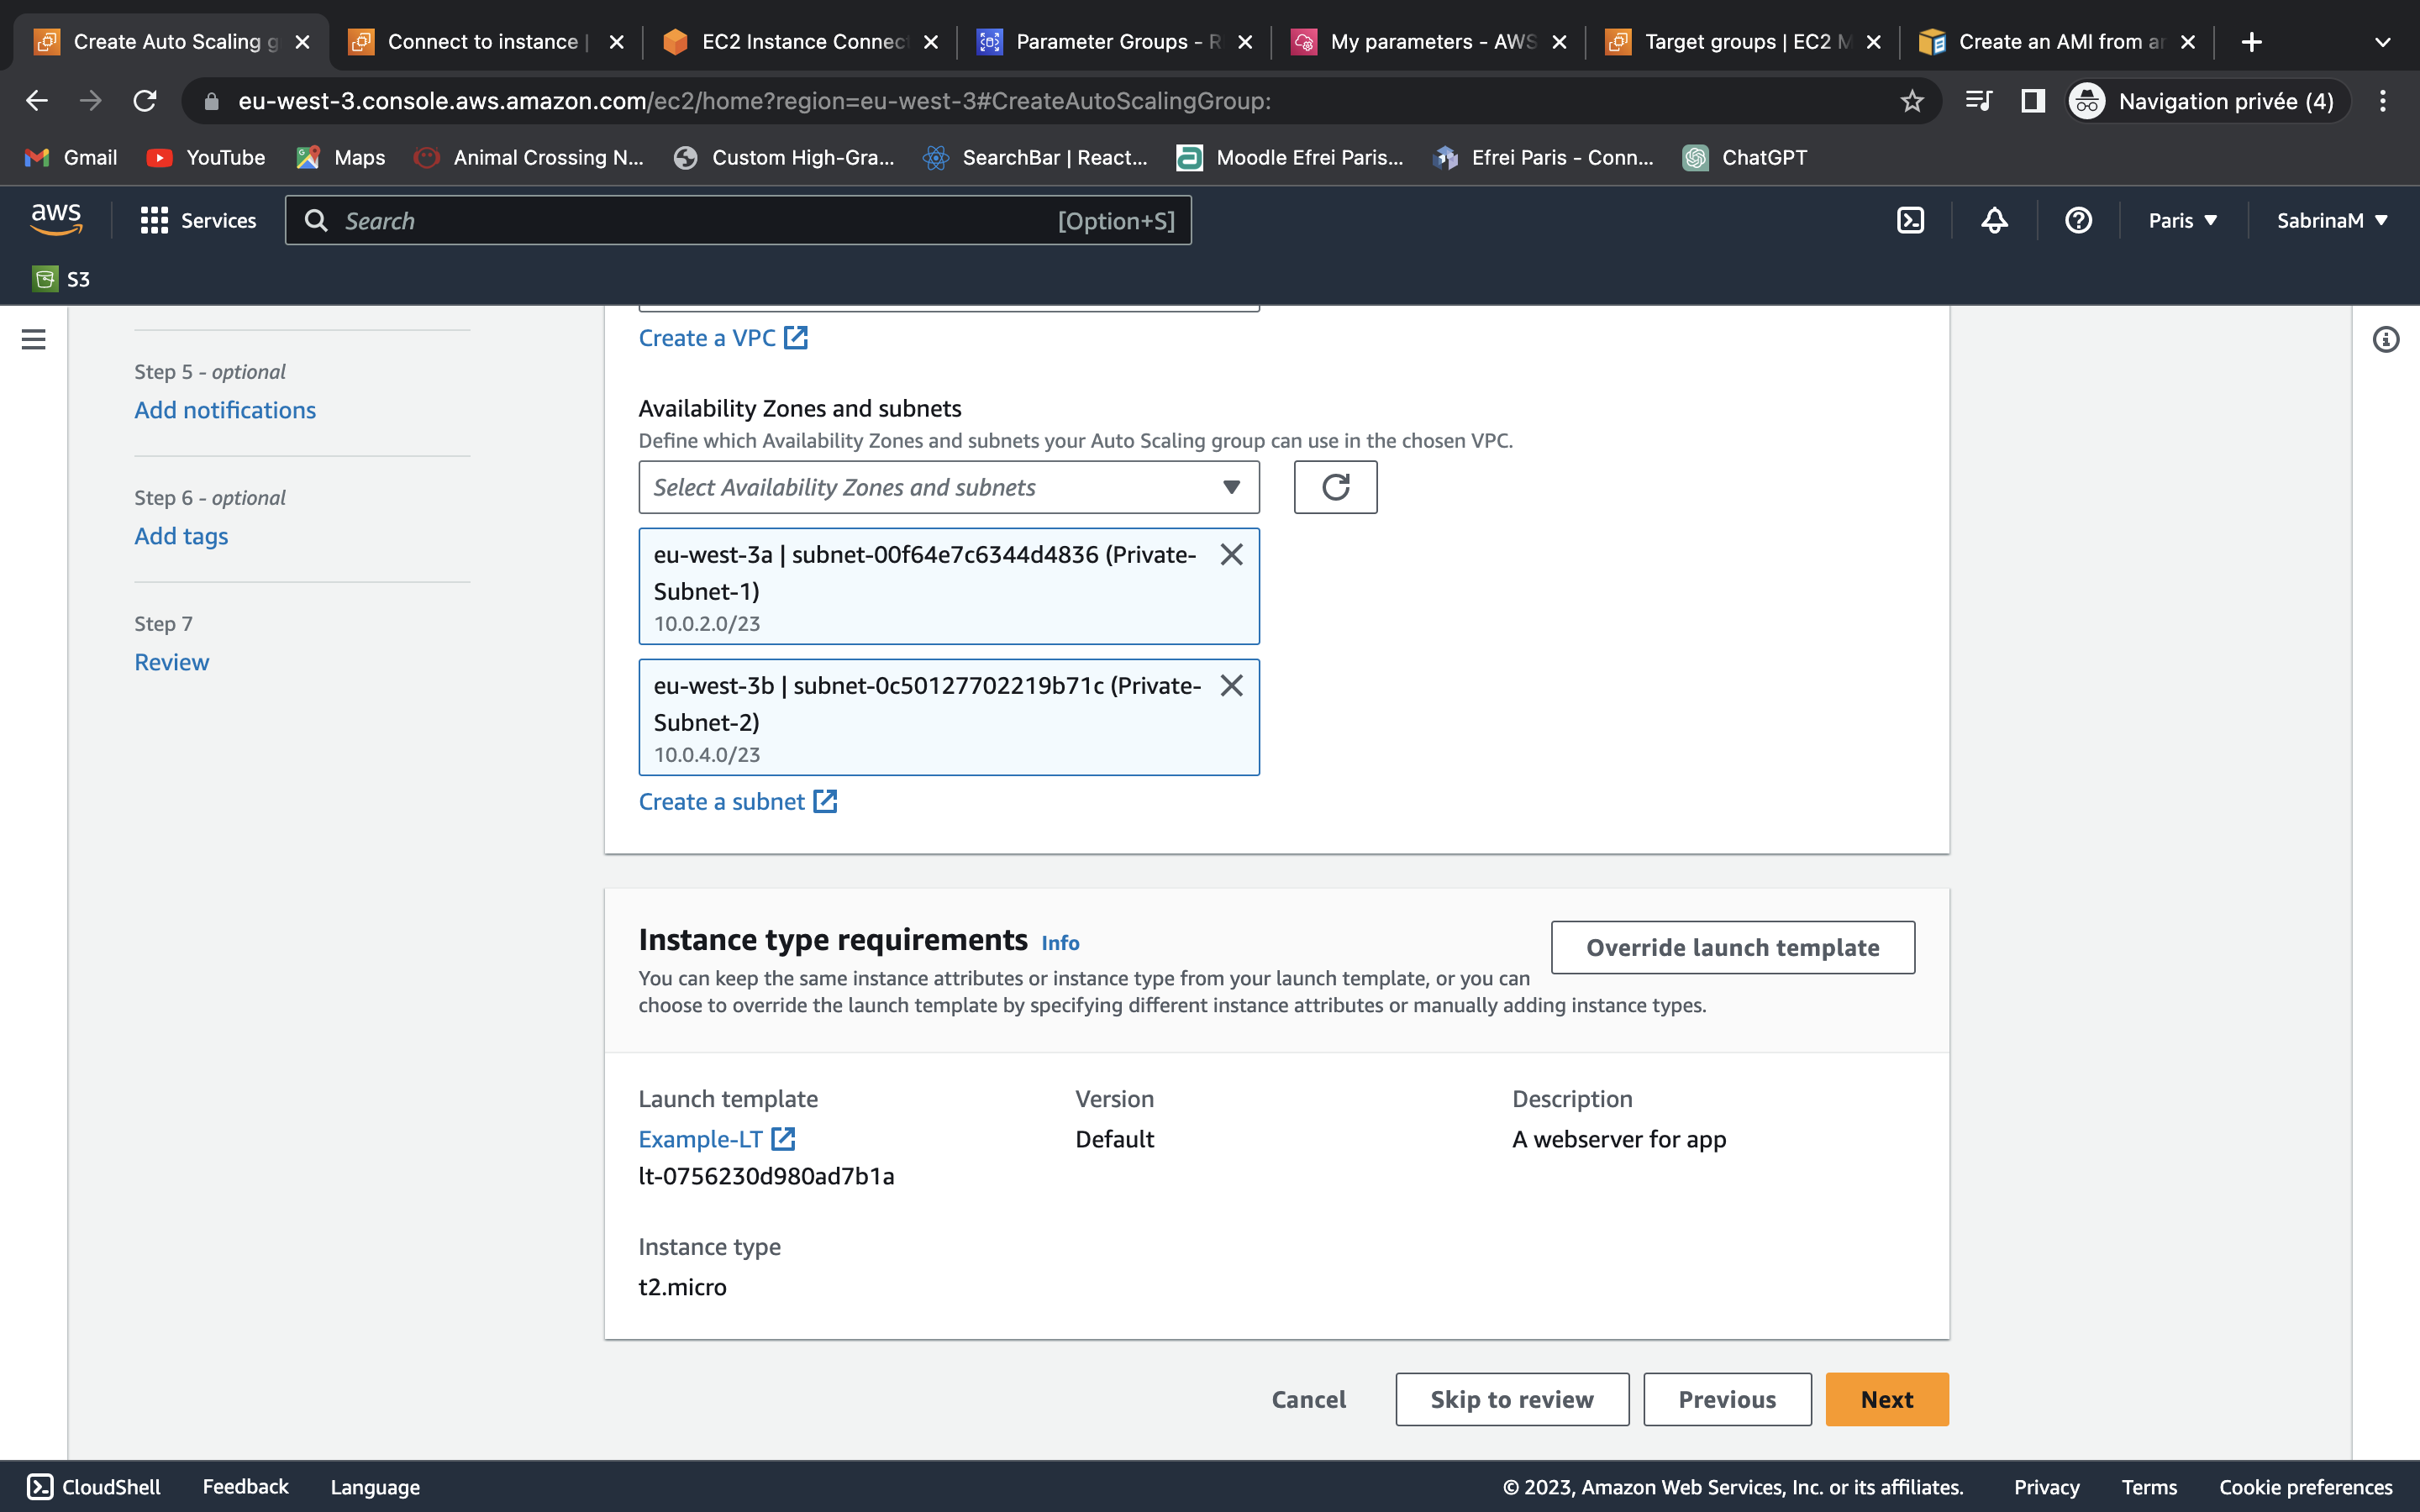 Create Auto Scaling g
Connect to instance |
EC2 Instance Connec
Parameter Groups - R
My parameters - AWS
Target groups | EC2 M
Create an AMI from an
eu-west-3.console.aws.amazon.com/ec2/home?region=eu-west-3#CreateAutoScalingGroup:
Navigation privée (4)
Gmail
YouTube
Maps
Animal Crossing N...
Custom High-Gra...
SearchBar | React...
Moodle Efrei Paris...
Efrei Paris - Conn...
ChatGPT
aws
Services
Search
[Option+S]
Paris
SabrinaM
S3
Create a VPC
Step 5 - optional
Add notifications
Step 6 - optional
Add tags
Step 7
Review
Availability Zones and subnets
Define which Availability Zones and subnets your Auto Scaling group can use in the chosen VPC.
Select Availability Zones and subnets
eu-west-3a | subnet-00f64e7c6344d4836 (Private-
Subnet-1)
10.0.2.0/23
eu-west-3b | subnet-0c50127702219b71c (Private-
Subnet-2)
10.0.4.0/23
Create a subnet
Instance type requirements Info
Override launch template
You can keep the same instance attributes or instance type from your launch template, or you can
choose to override the launch template by specifying different instance attributes or manually adding instance types.
Launch template
Example-LT
lt-0756230d980ad7b1a
Version
Default
Description
A webserver for app
Instance type
t2.micro
Cancel
Skip to review
Previous
Next
CloudShell
Feedback
Language
© 2023, Amazon Web Services, Inc. or its affiliates.
Privacy
Terms
Cookie preferences